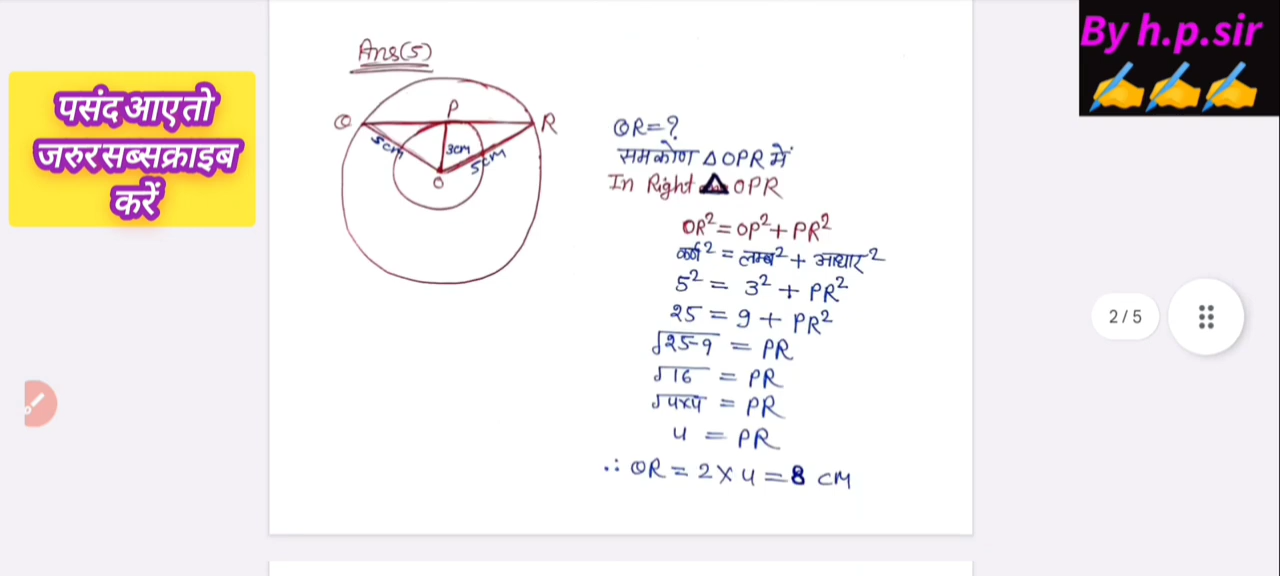 By h.p.sir
पसंद आए तो
जरुर सब्सक्राइब
करें
Ans(5)
Q
P
R
5cm
3cm
5cm
O
QR=?
समकोण △OPR में
In Right △OPR
OR²=OP²+PR²
कर्ण² = लम्ब² + आधार²
5² = 3² + PR²
25 = 9 + PR²
√25-9 = PR
√16 = PR
√4×4 = PR
4 = PR
∴ QR = 2×4=8 CM
2/5